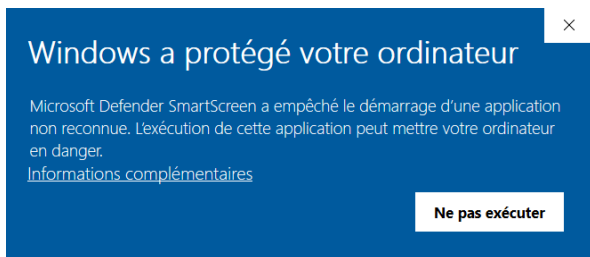 Windows a protégé votre ordinateur
Microsoft Defender SmartScreen a empêché le démarrage d'une application
non reconnue. L'exécution de cette application peut mettre votre ordinateur
en danger.
Informations complémentaires
Ne pas exécuter